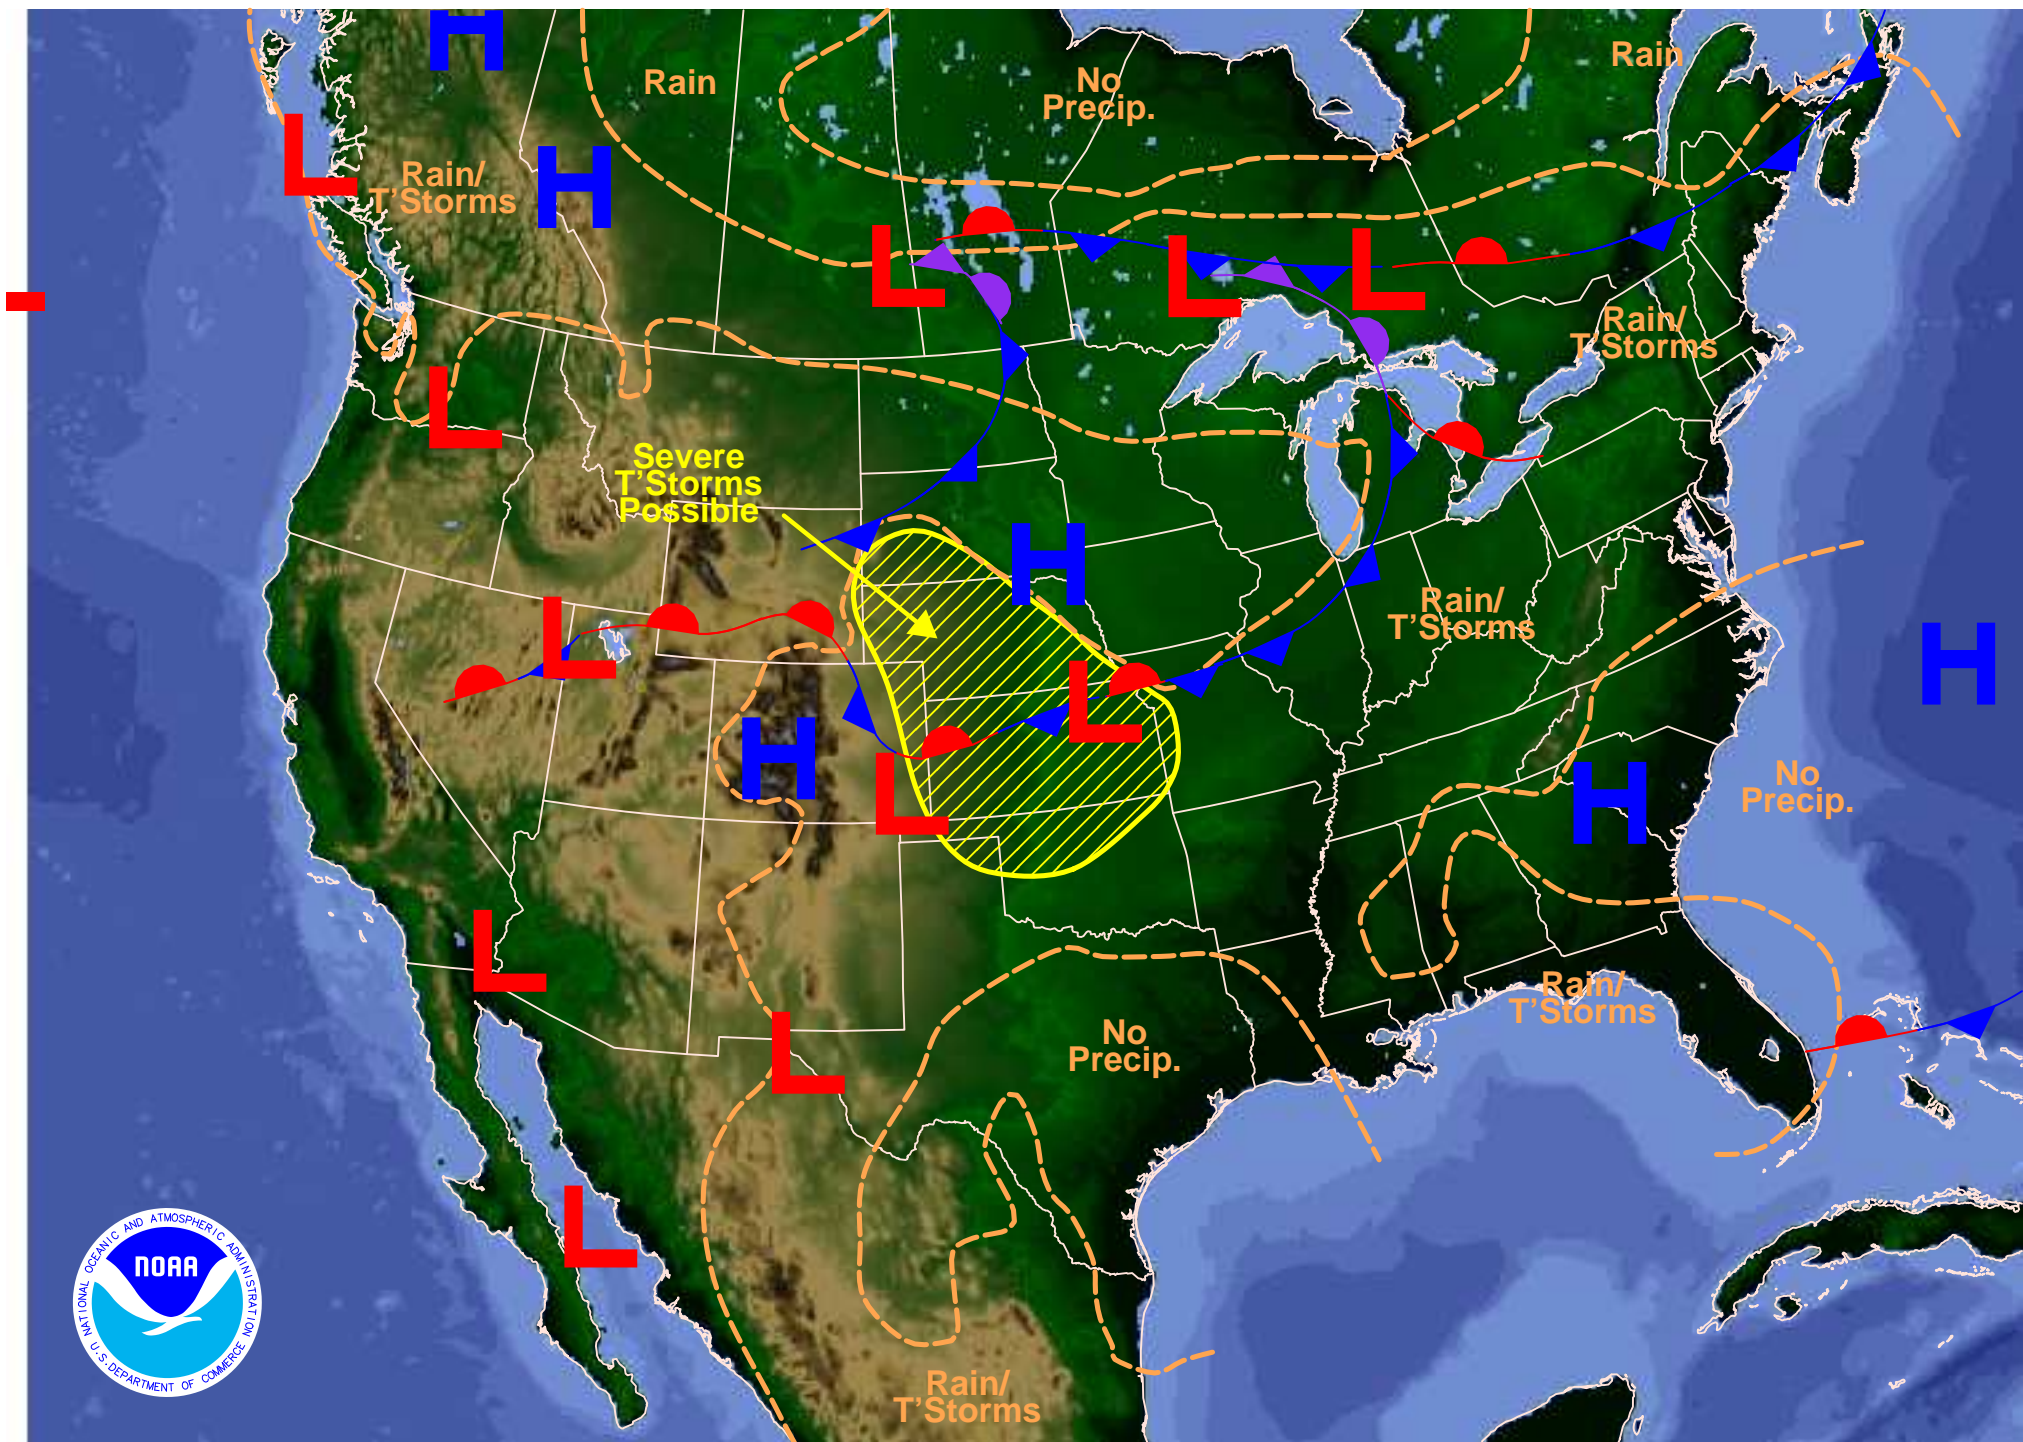 H
Rain
No
Precip.
Rain
L
Rain/
T'Storms
H
L
L
L
Rain/
T'Storms
L
Severe
T'Storms
Possible
H
L
Rain/
T'Storms
H
L
H
L
No
Precip.
H
L
L
Rain/
T'Storms
L
No
Precip.
L
NATIONAL OCEANIC AND ATMOSPHERIC ADMINISTRATION
NOAA
U.S. DEPARTMENT OF COMMERCE
Rain/
T'Storms